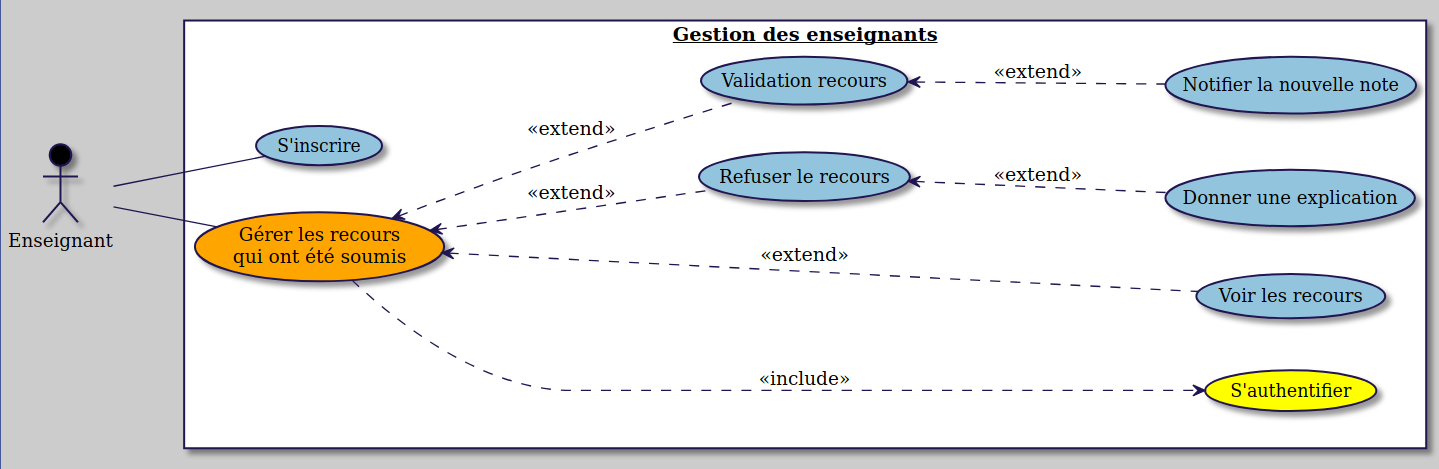 Gestion des enseignants
Validation recours
«extend»
Notifier la nouvelle note
«extend»
S'inscrire
Refuser le recours
«extend»
Donner une explication
«extend»
Enseignant
Gérer les recours
qui ont été soumis
«extend»
Voir les recours
«include»
S'authentifier